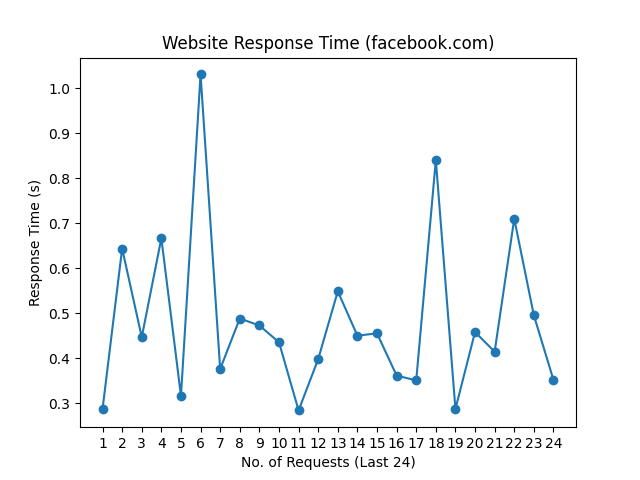 Website Response Time (facebook.com)
Response Time (s)
1.0
0.9
0.8
0.7
0.6
0.5
0.4
0.3
1 2 3 4 5 6 7 8 9 10 11 12 13 14 15 16 17 18 19 20 21 22 23 24
No. of Requests (Last 24)